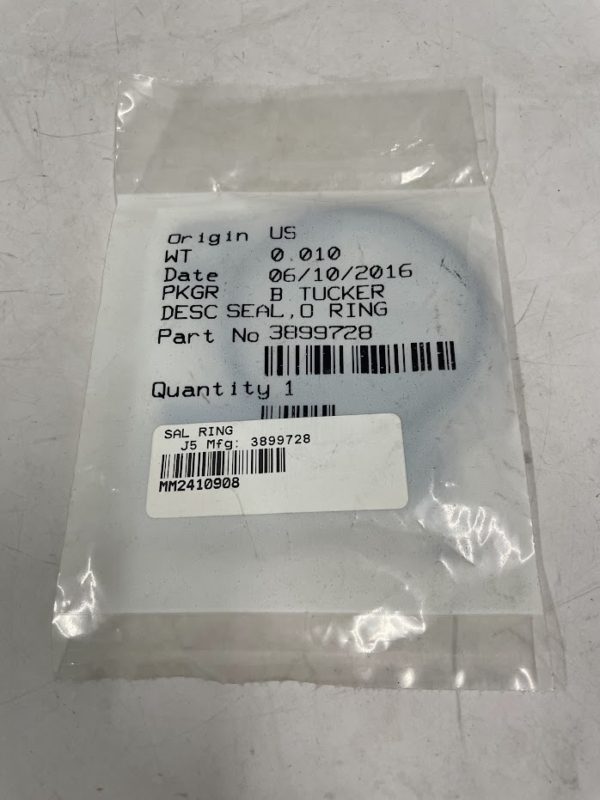 Origin US
WT 0.010
Date 06/10/2016
PKGR B TUCKER
DESC SEAL,O RING
Part No 3899728
Quantity 1
SAL RING
J5 Mfg: 3899728
MM2410908